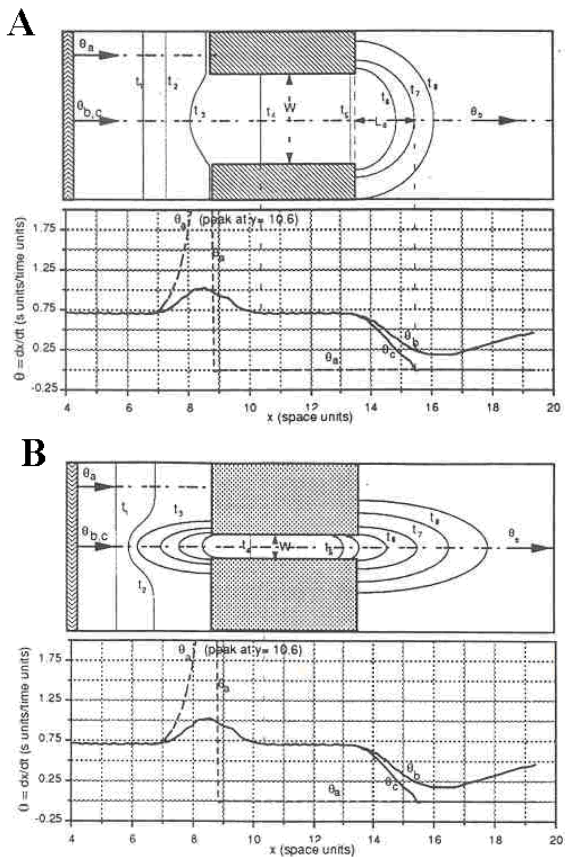 A
θa
t1 t2
θb,c t3 t4 W t5 t6 L t7 t8 θb
θa (peak at y= 10.6)
θa
θb
θc
θa
1.75
1.25
0.75
0.25
-0.25
θ = dx/dt (s units/time units)
4 6 8 10 12 14 16 18 20
x (space units)
B
θa
t1 t3
θb,c t4 W t5 t6 t7 t8
t2
θa (peak at y= 10.6)
θa
θb
θc
θa
1.75
1.25
0.75
0.25
-0.25
θ = dx/dt (s units/time units)
4 6 8 10 12 14 16 18 20
x (space units)